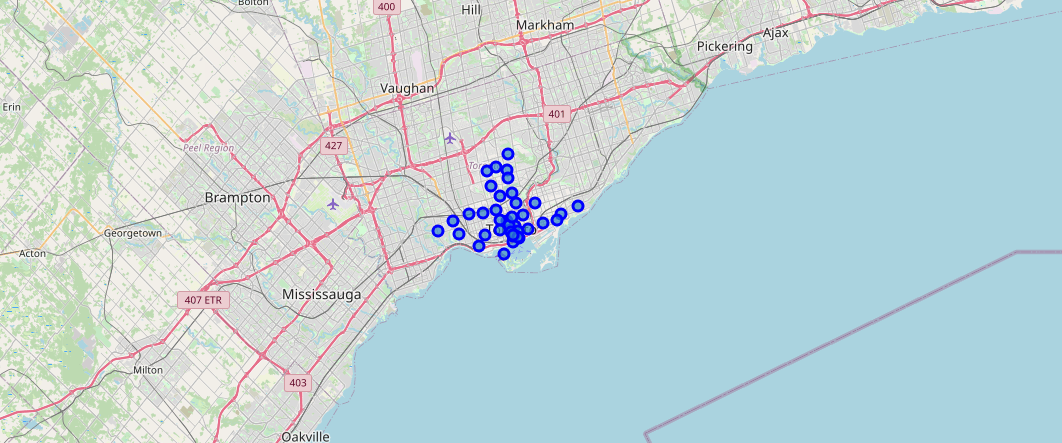 Bolton
400
Hill
Markham
Ajax
Pickering
Vaughan
Erin
401
427
Peel Region
Brampton
Georgetown
Acton
Mississauga
407 ETR
Milton
403
Oakville